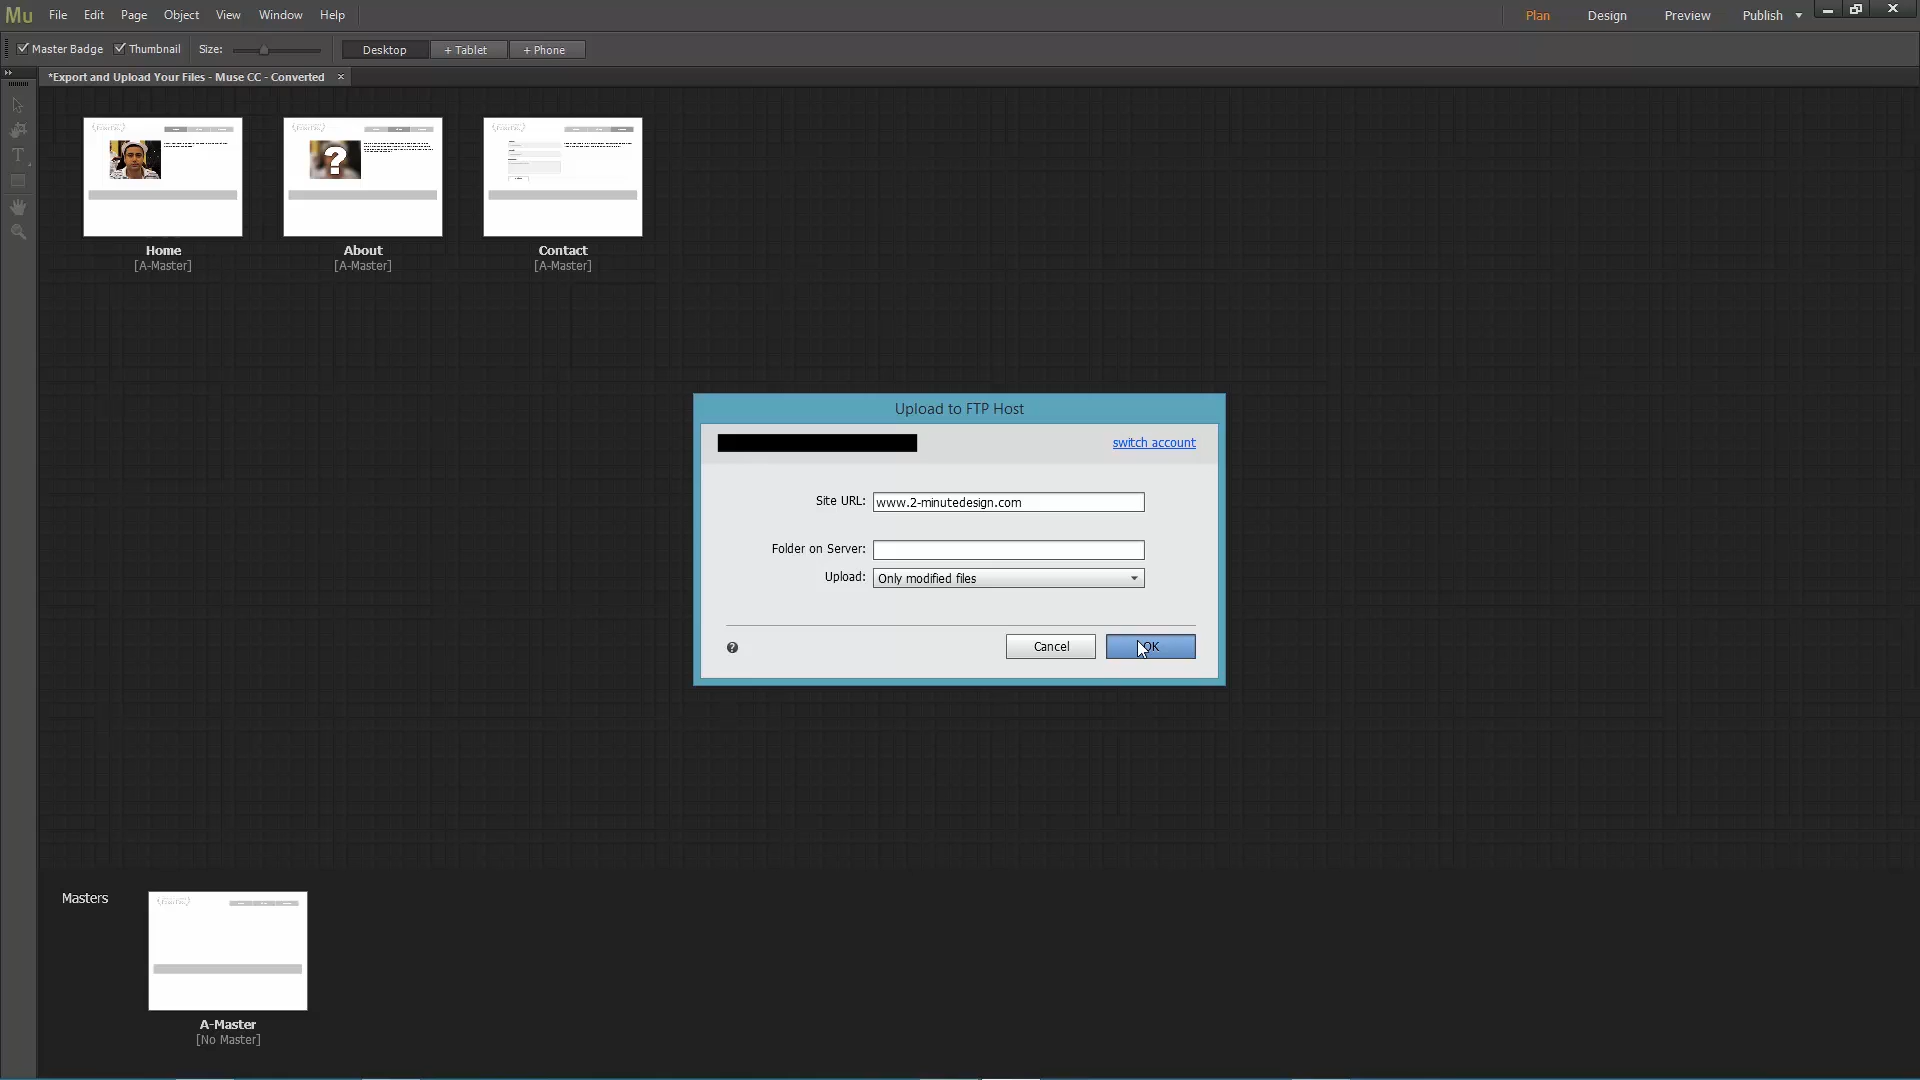 Mu File Edit Page Object View Window Help Plan Design Preview Publish
Master Badge Thumbnail Size: Desktop + Tablet + Phone
*Export and Upload Your Files - Muse CC - Converted
?
Home About Contact
[A-Master] [A-Master] [A-Master]
Upload to FTP Host
switch account
Site URL: www.2-minutedesign.com
Folder on Server:
Upload: Only modified files
? Cancel OK
Masters
A-Master
[No Master]